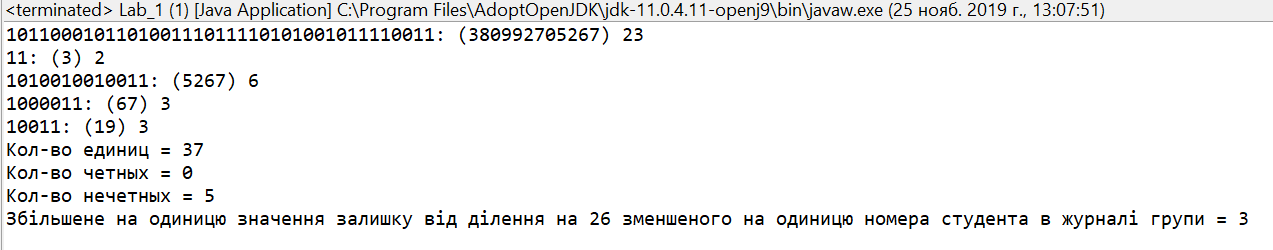 <terminated> Lab_1 (1) [Java Application] C:\Program Files\AdoptOpenJDK\jdk-11.0.4.11-openj9\bin\javaw.exe (25 нояб. 2019 г., 13:07:51)
101100010110100111011110101001011110011: (380992705267) 23
11: (3) 2
1010010010011: (5267) 6
1000011: (67) 3
10011: (19) 3
Кол-во единиц = 37
Кол-во четных = 0
Кол-во нечетных = 5
Збільшене на одиницю значення залишку від ділення на 26 зменшеного на одиницю номера студента в журналі групи = 3